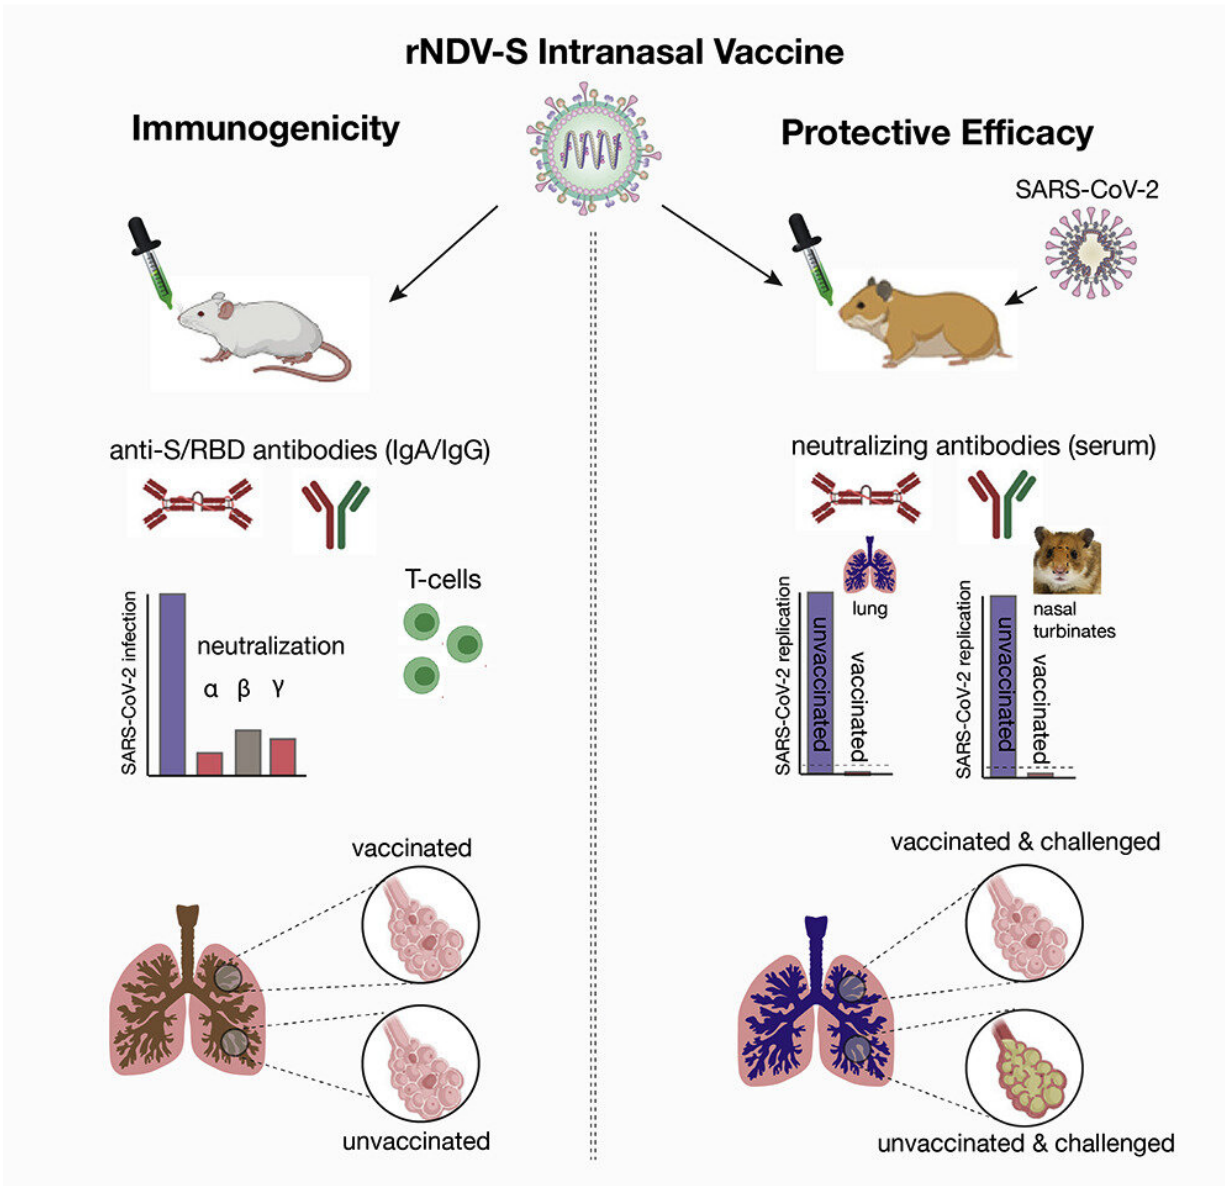 rNDV-S Intranasal Vaccine
Immunogenicity
Protective Efficacy
SARS-CoV-2
anti-S/RBD antibodies (IgA/IgG)
T-cells
SARS-CoV-2 infection
neutralization
α β γ
vaccinated
unvaccinated
neutralizing antibodies (serum)
lung
SARS-CoV-2 replication
unvaccinated
vaccinated
nasal
turbinates
SARS-CoV-2 replication
unvaccinated
vaccinated
vaccinated & challenged
unvaccinated & challenged